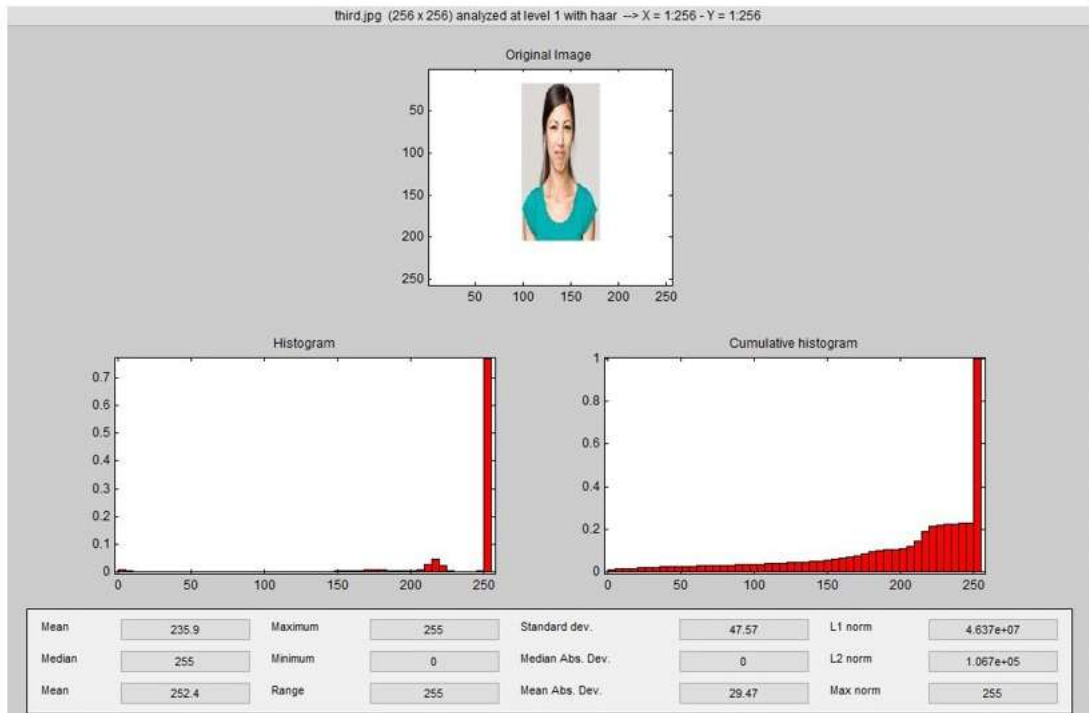 third.jpg (256 x 256) analyzed at level 1 with haar --> X = 1:256 - Y = 1:256
Original Image
50
100
150
200
250
50 100 150 200 250
Histogram
0.7
0.6
0.5
0.4
0.3
0.2
0.1
0
0 50 100 150 200 250
Cumulative histogram
1
0.8
0.6
0.4
0.2
0
0 50 100 150 200 250
Mean 235.9 Maximum 255 Standard dev. 47.57 L1 norm 4.637e+07
Median 255 Minimum 0 Median Abs. Dev. 0 L2 norm 1.067e+05
Mean 252.4 Range 255 Mean Abs. Dev. 29.47 Max norm 255